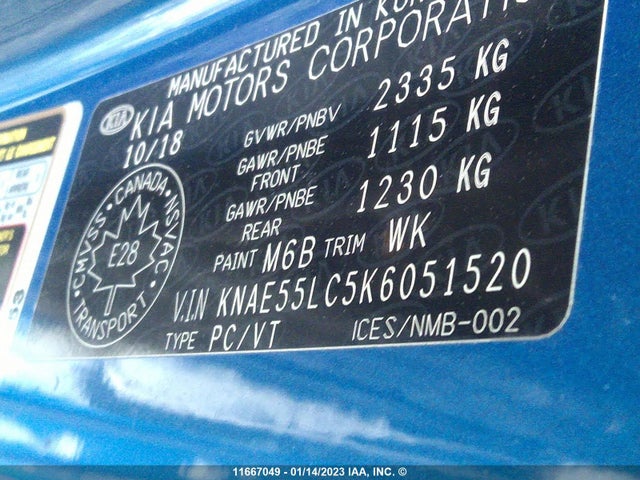 MANUFACTURED IN
KIA KIA MOTORS CORPORATI
10/18
GVWR/PNBV 2335 KG
GAWR/PNBE FRONT 1115 KG
GAWR/PNBE REAR 1230 KG
PAINT M6B TRIM WK
V.I.N KNAE55LC5K6051520
TYPE PC/VT ICES/NMB-002
CMVSS · CANADA · NSVAC
E28
TRANSPORT
11667049 - 01/14/2023 IAA, INC. ©